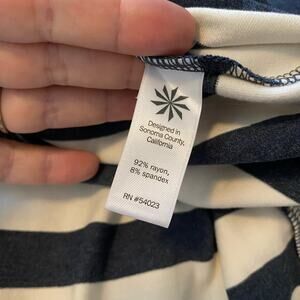 Designed in
Sonoma County,
California
92% rayon,
8% spandex
RN #54023